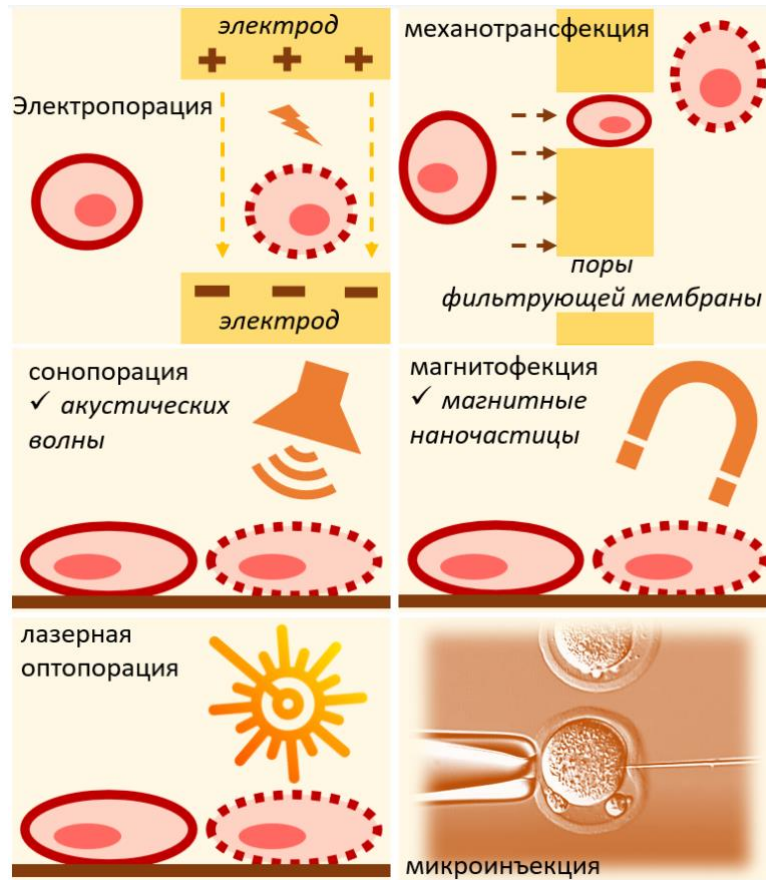 электрод
Электропорация
электрод
механотрансфекция
поры
фильтрующей мембраны
сонопорация
✓ акустических
волны
магнитофекция
✓ магнитные
наночастицы
лазерная
оптопорация
микроинъекция